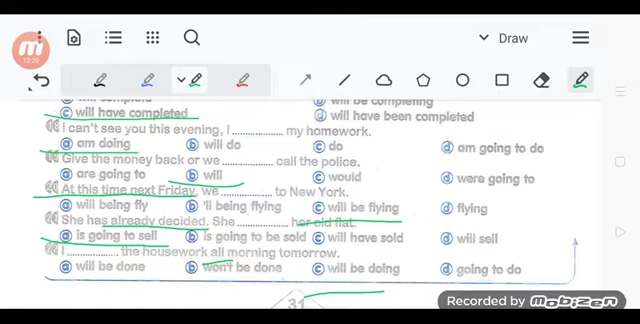 12:20
Draw
ⓒ will have completed ⓓ will have been completed
ⓓ will be completing
I can't see you this evening, I .............. my homework.
ⓐ am doing ⓑ will do ⓒ do ⓓ am going to do
Give the money back or we .............. call the police.
ⓐ are going to ⓑ will ⓒ would ⓓ were going to
At this time next Friday, we .............. to New York.
ⓐ will being fly ⓑ 'll being flying ⓒ will be flying ⓓ flying
She has already decided. She .............. her old flat.
ⓐ is going to sell ⓑ is going to be sold ⓒ will have sold ⓓ will sell
I .............. the housework all morning tomorrow.
ⓐ will be done ⓑ won't be done ⓒ will be doing ⓓ going to do
31
Recorded by Mobizen